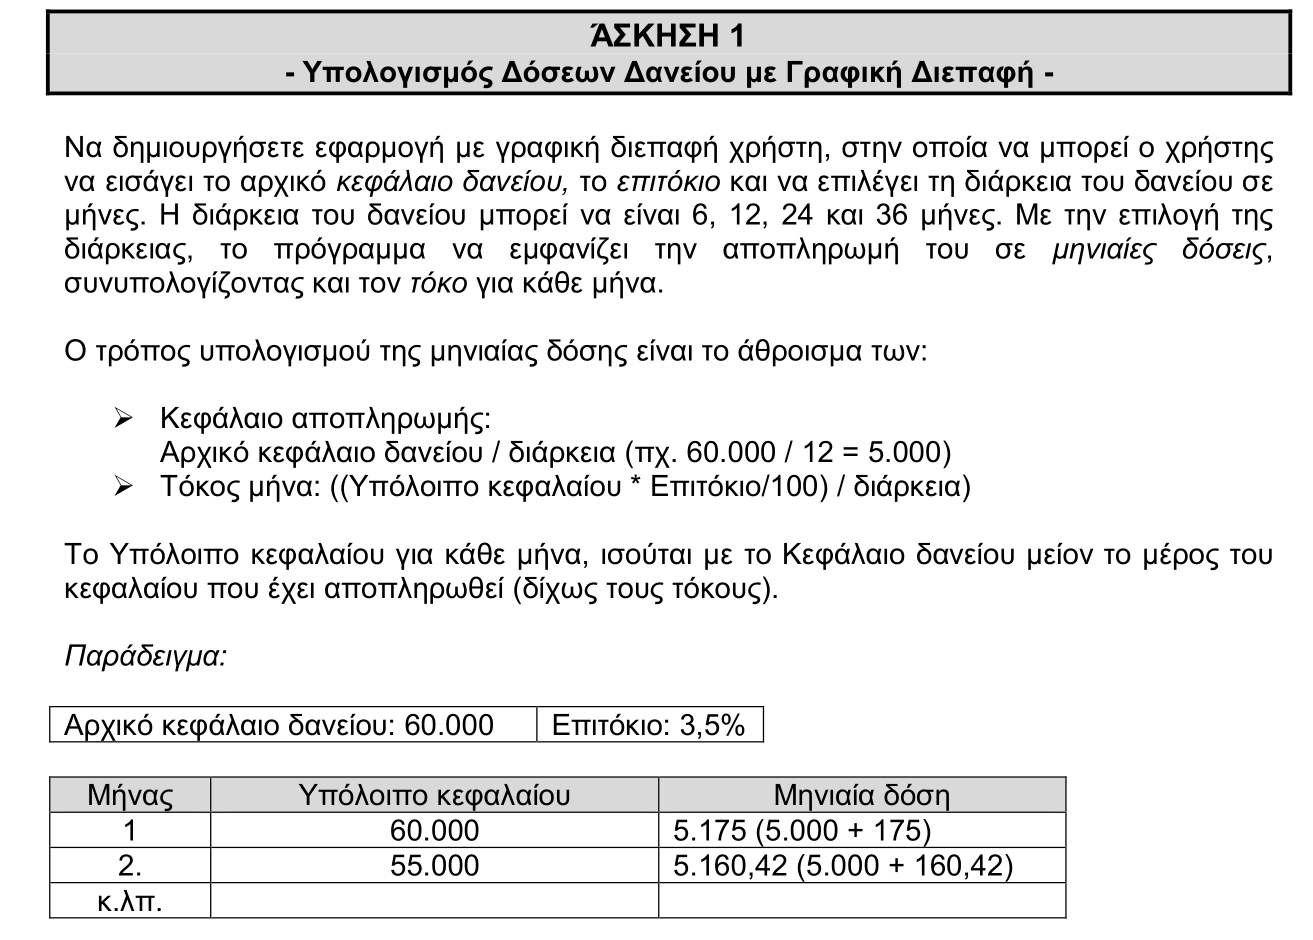 ΆΣΚΗΣΗ 1
- Υπολογισμός Δόσεων Δανείου με Γραφική Διεπαφή -
Να δημιουργήσετε εφαρμογή με γραφική διεπαφή χρήστη, στην οποία να μπορεί ο χρήστης
να εισάγει το αρχικό κεφάλαιο δανείου, το επιτόκιο και να επιλέγει τη διάρκεια του δανείου σε
μήνες. Η διάρκεια του δανείου μπορεί να είναι 6, 12, 24 και 36 μήνες. Με την επιλογή της
διάρκειας, το πρόγραμμα να εμφανίζει την αποπληρωμή του σε μηνιαίες δόσεις,
συνυπολογίζοντας και τον τόκο για κάθε μήνα.
Ο τρόπος υπολογισμού της μηνιαίας δόσης είναι το άθροισμα των:
➢ Κεφάλαιο αποπληρωμής:
Αρχικό κεφάλαιο δανείου / διάρκεια (πχ. 60.000 / 12 = 5.000)
➢ Τόκος μήνα: ((Υπόλοιπο κεφαλαίου * Επιτόκιο/100) / διάρκεια)
Το Υπόλοιπο κεφαλαίου για κάθε μήνα, ισούται με το Κεφάλαιο δανείου μείον το μέρος του
κεφαλαίου που έχει αποπληρωθεί (δίχως τους τόκους).
Παράδειγμα:
Αρχικό κεφάλαιο δανείου: 60.000 Επιτόκιο: 3,5%
Μήνας Υπόλοιπο κεφαλαίου Μηνιαία δόση
1 60.000 5.175 (5.000 + 175)
2. 55.000 5.160,42 (5.000 + 160,42)
κ.λπ.